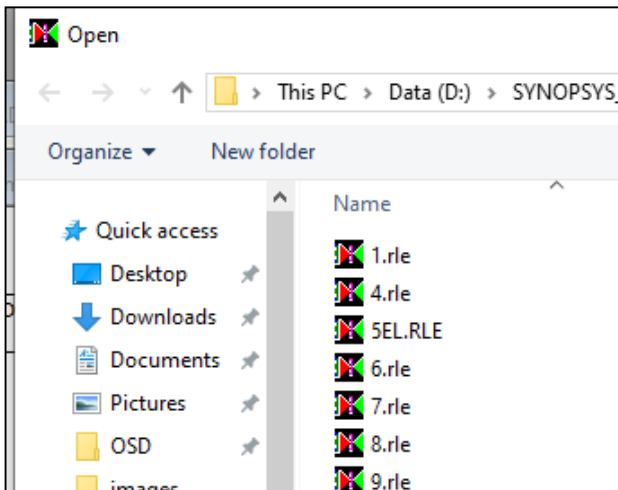 Open
This PC > Data (D:) > SYNOPSYS_
Organize New folder
Name
Quick access
Desktop
Downloads
Documents
Pictures
OSD
images
1.rle
4.rle
5EL.RLE
6.rle
7.rle
8.rle
9.rle